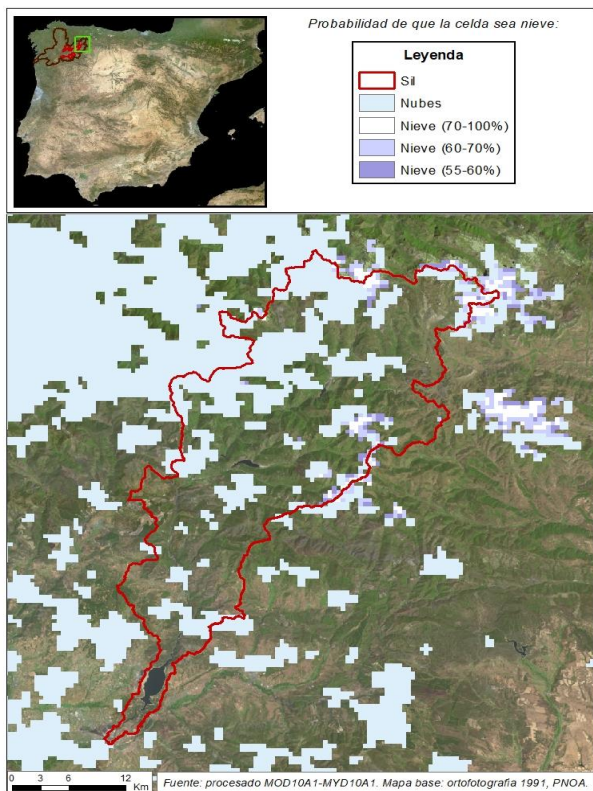 Probabilidad de que la celda sea nieve:
Leyenda
Sil
Nubes
Nieve (70-100%)
Nieve (60-70%)
Nieve (55-60%)
0 3 6 12
Km
Fuente: procesado MOD10A1-MYD10A1. Mapa base: ortofotografia 1991, PNOA.